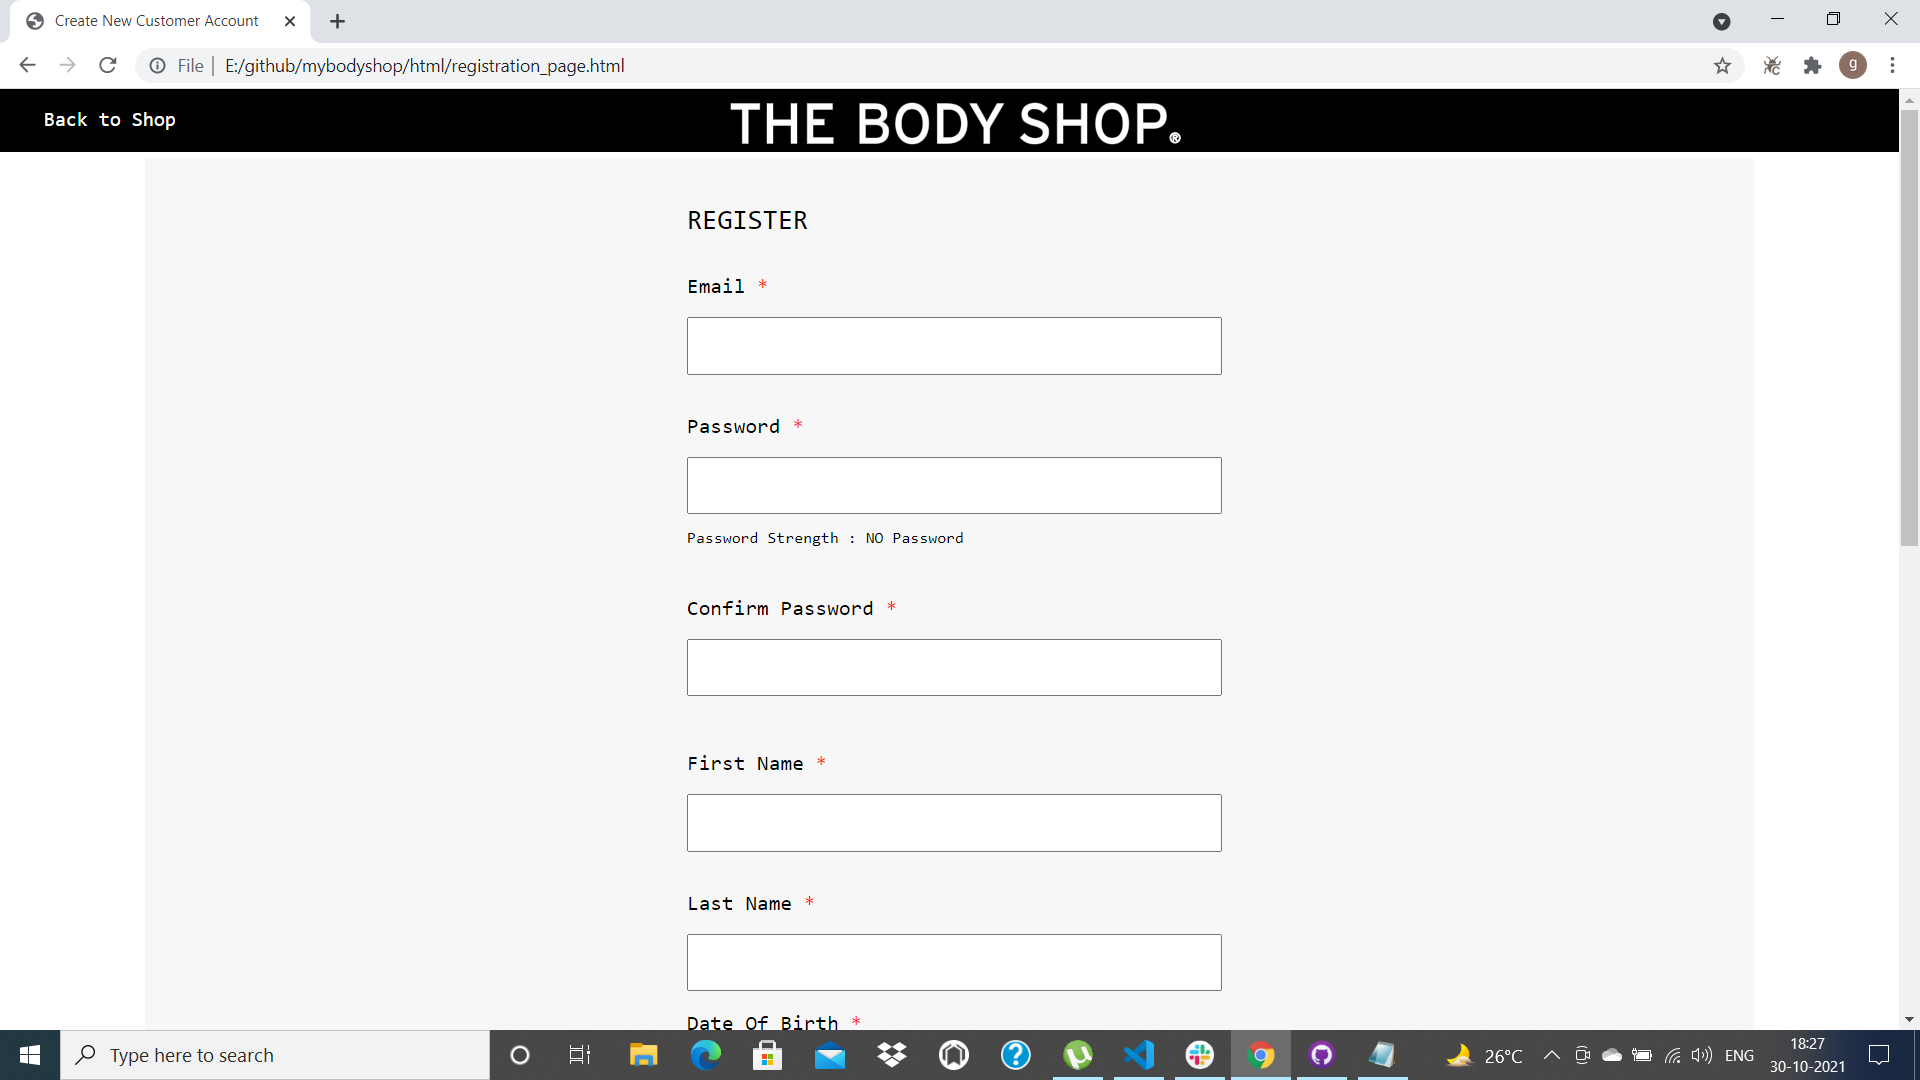 Create New Customer Account
File
E:/github/mybodyshop/html/registration_page.html
g
Back to Shop
THE BODY SHOP®
REGISTER
Email *
Password *
Password Strength : NO Password
Confirm Password *
First Name *
Last Name *
Date Of Birth *
Type here to search
26°C
ENG
18:27
30-10-2021